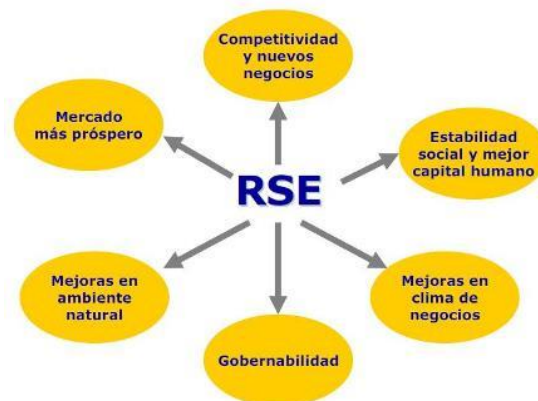 Competitividad
y nuevos
negocios
Mercado
más próspero
Estabilidad
social y mejor
capital humano
RSE
Mejoras en
ambiente
natural
Mejoras en
clima de
negocios
Gobernabilidad